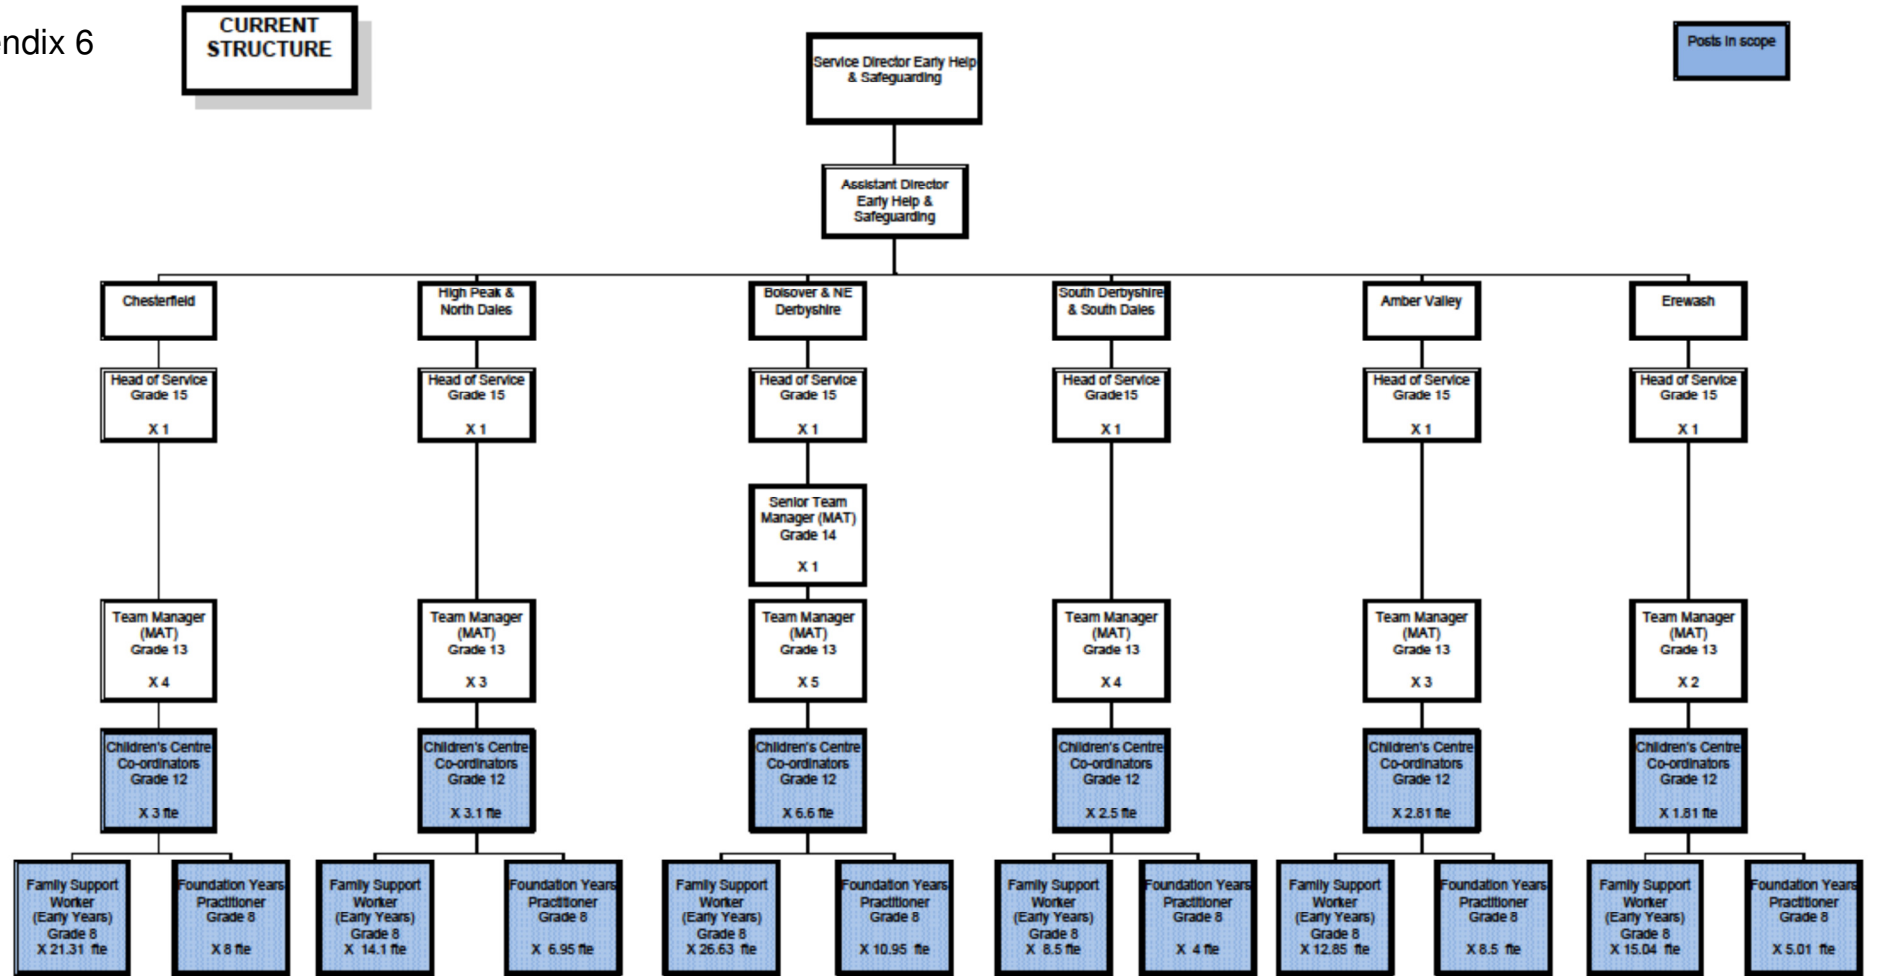 endix 6
CURRENT
STRUCTURE
Posts in scope
Service Director Early Help
& Safeguarding
Assistant Director
Early Help &
Safeguarding
Chesterfield
High Peak &
North Dales
Bolsover & NE
Derbyshire
South Derbyshire
& South Dales
Amber Valley
Erewash
Head of Service
Grade 15
X 1
Head of Service
Grade 15
X 1
Head of Service
Grade 15
X 1
Head of Service
Grade15
X 1
Head of Service
Grade 15
X 1
Head of Service
Grade 15
X 1
Senior Team
Manager (MAT)
Grade 14
X 1
Team Manager
(MAT)
Grade 13
X 4
Team Manager
(MAT)
Grade 13
X 3
Team Manager
(MAT)
Grade 13
X 5
Team Manager
(MAT)
Grade 13
X 4
Team Manager
(MAT)
Grade 13
X 3
Team Manager
(MAT)
Grade 13
X 2
Children's Centre
Co-ordinators
Grade 12
X 3 fte
Children's Centre
Co-ordinators
Grade 12
X 3.1 fte
Children's Centre
Co-ordinators
Grade 12
X 6.6 fte
Children's Centre
Co-ordinators
Grade 12
X 2.5 fte
Children's Centre
Co-ordinators
Grade 12
X 2.81 fte
Children's Centre
Co-ordinators
Grade 12
X 1.81 fte
Family Support
Worker
(Early Years)
Grade 8
X 21.31 fte
Foundation Years
Practitioner
Grade 8
X 8 fte
Family Support
Worker
(Early Years)
Grade 8
X 14.1 fte
Foundation Years
Practitioner
Grade 8
X 6.95 fte
Family Support
Worker
(Early Years)
Grade 8
X 26.63 fte
Foundation Years
Practitioner
Grade 8
X 10.95 fte
Family Support
Worker
(Early Years)
Grade 8
X 8.5 fte
Foundation Years
Practitioner
Grade 8
X 4 fte
Family Support
Worker
(Early Years)
Grade 8
X 12.85 fte
Foundation Years
Practitioner
Grade 8
X 8.5 fte
Family Support
Worker
(Early Years)
Grade 8
X 15.04 fte
Foundation Years
Practitioner
Grade 8
X 5.01 fte